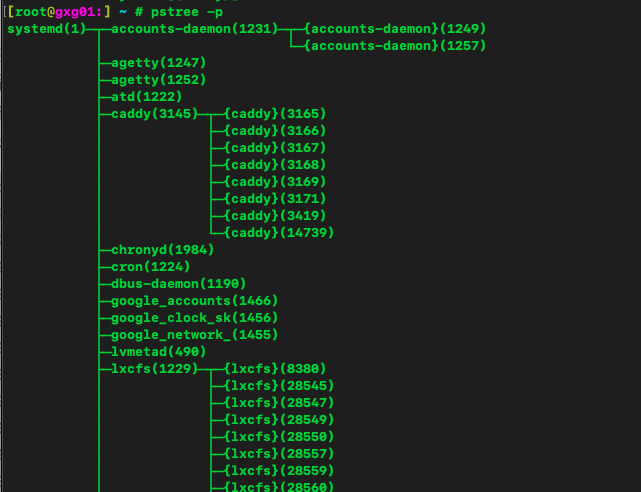 [[root@gxg01:] ~ # pstree -p
systemd(1)─┬─accounts-daemon(1231)─┬─{accounts-daemon}(1249)
           │                       └─{accounts-daemon}(1257)
           ├─agetty(1247)
           ├─agetty(1252)
           ├─atd(1222)
           ├─caddy(3145)─┬─{caddy}(3165)
           │             ├─{caddy}(3166)
           │             ├─{caddy}(3167)
           │             ├─{caddy}(3168)
           │             ├─{caddy}(3169)
           │             ├─{caddy}(3171)
           │             ├─{caddy}(3419)
           │             └─{caddy}(14739)
           ├─chronyd(1984)
           ├─cron(1224)
           ├─dbus-daemon(1190)
           ├─google_accounts(1466)
           ├─google_clock_sk(1456)
           ├─google_network_(1455)
           ├─lvmetad(490)
           ├─lxcfs(1229)─┬─{lxcfs}(8380)
           │             ├─{lxcfs}(28545)
           │             ├─{lxcfs}(28547)
           │             ├─{lxcfs}(28549)
           │             ├─{lxcfs}(28550)
           │             ├─{lxcfs}(28557)
           │             ├─{lxcfs}(28559)
           │             ├─{lxcfs}(28560)